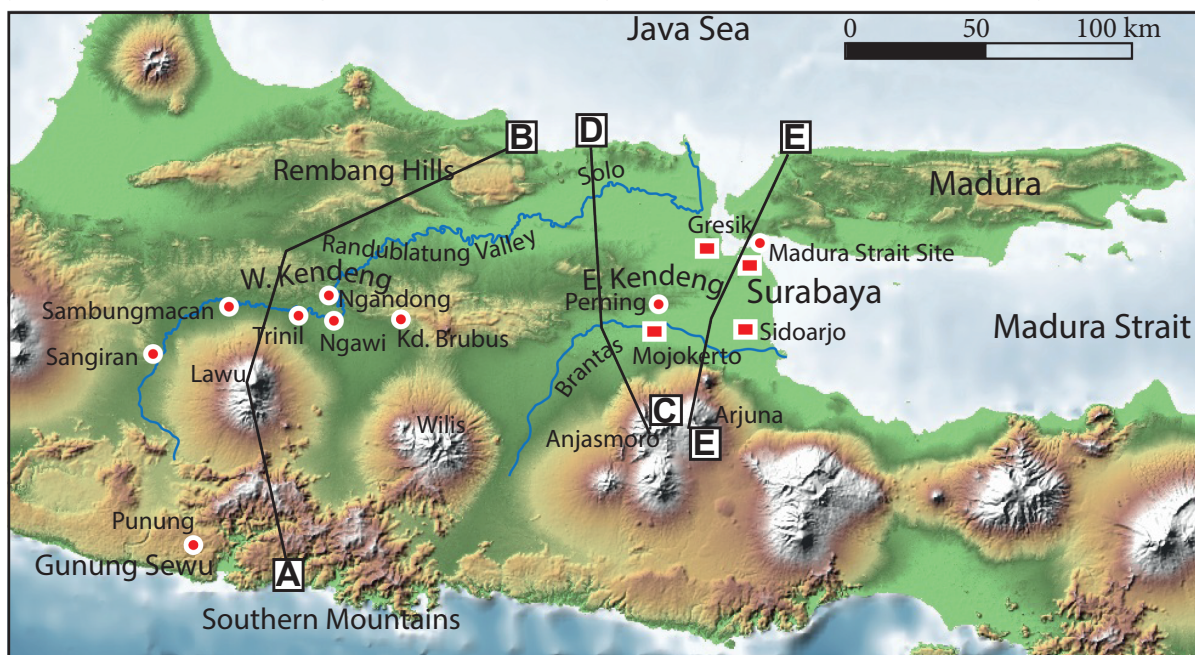 Java Sea
0 50 100 km
B
D
E
Rembang Hills
Solo
Madura
Gresik
Randublatung Valley
Madura Strait Site
W. Kendeng
E. Kendeng
Surabaya
Ngandong
Perning
Sambungmacan
Trinil
Ngawi
Kd. Brubus
Sidoarjo
Madura Strait
Mojokerto
Sangiran
Brantas
Lawu
C
Arjuna
Wilis
Anjasmoro
E
Punung
Gunung Sewu
A
Southern Mountains